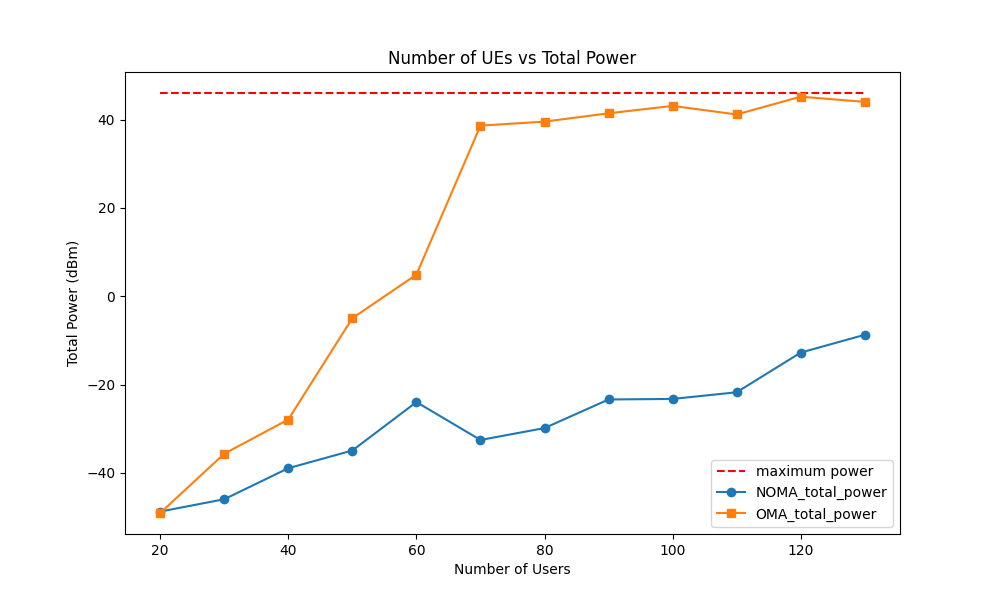 Number of UEs vs Total Power
Total Power (dBm)
40
20
0
−20
−40
20
40
60
80
100
120
Number of Users
maximum power
NOMA_total_power
OMA_total_power